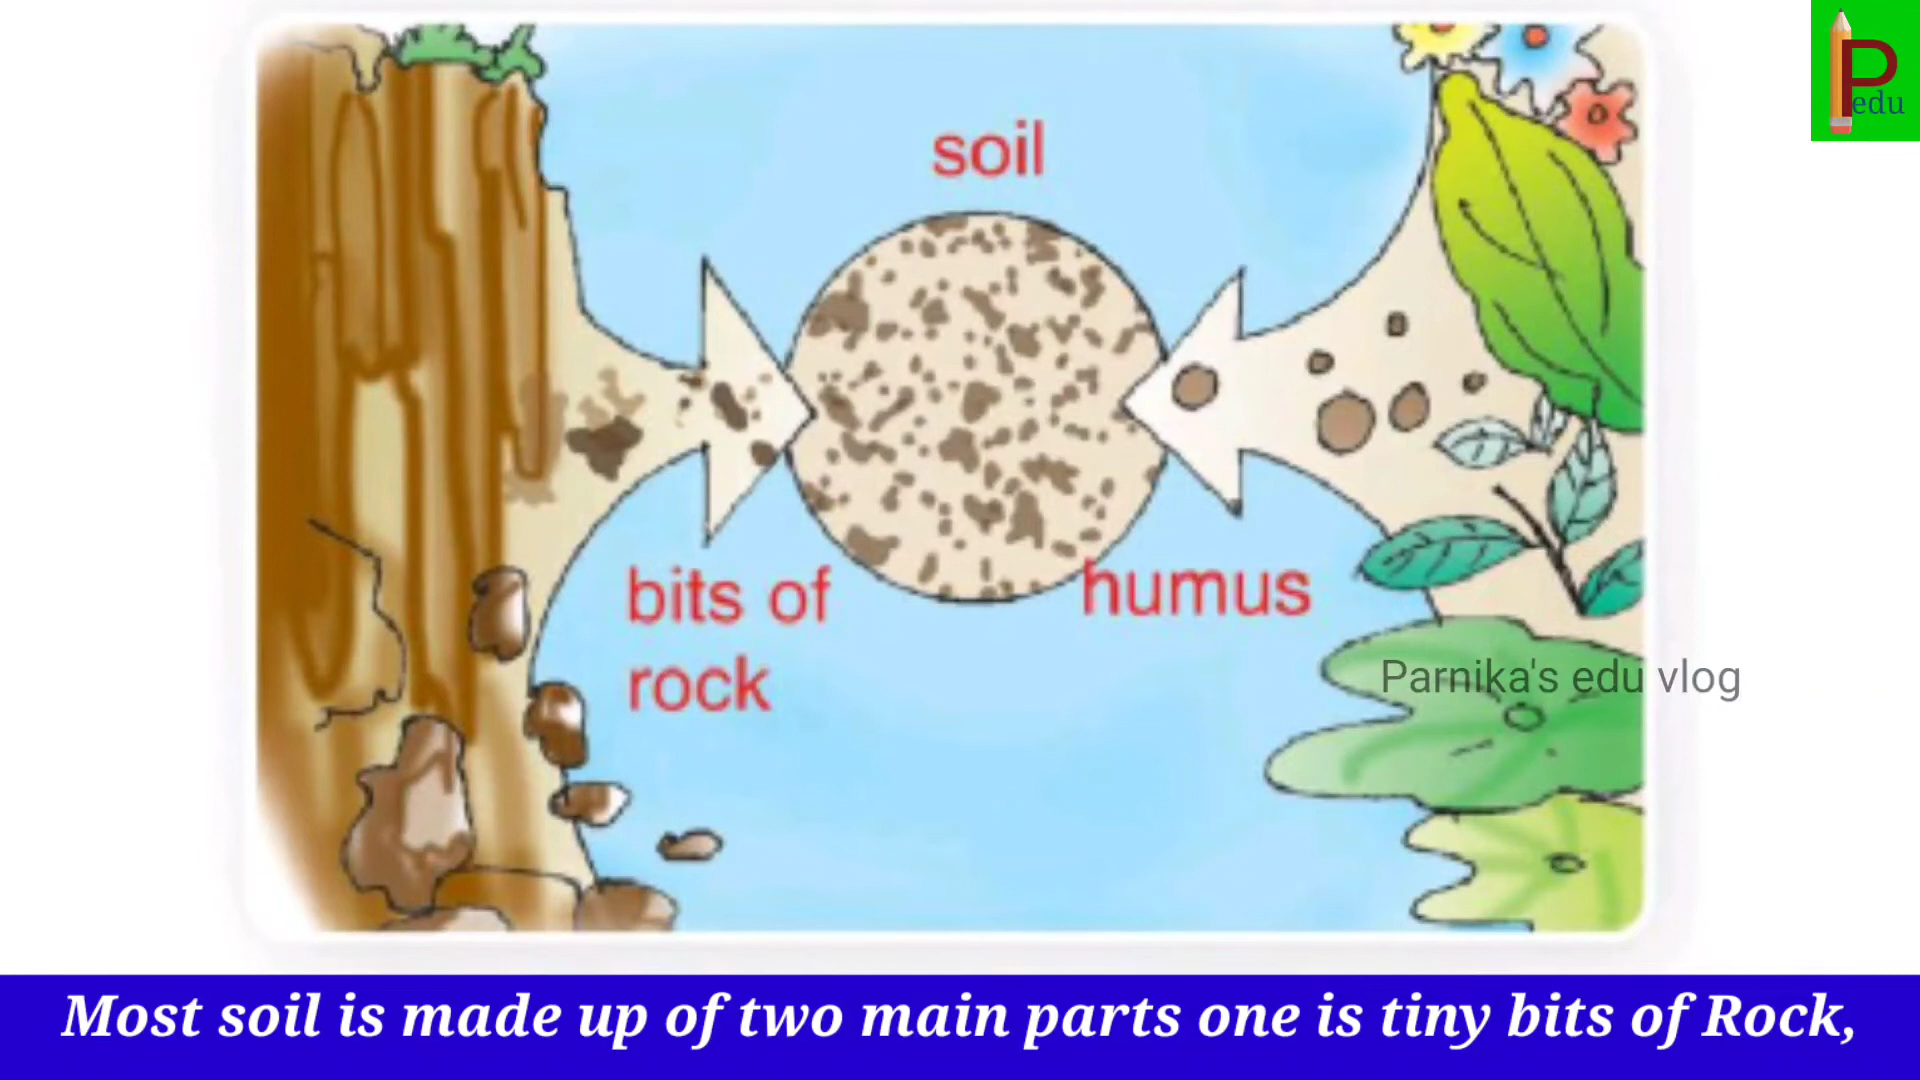 P
edu
soil
bits of
rock
humus
Parnika's edu vlog
Most soil is made up of two main parts one is tiny bits of Rock,